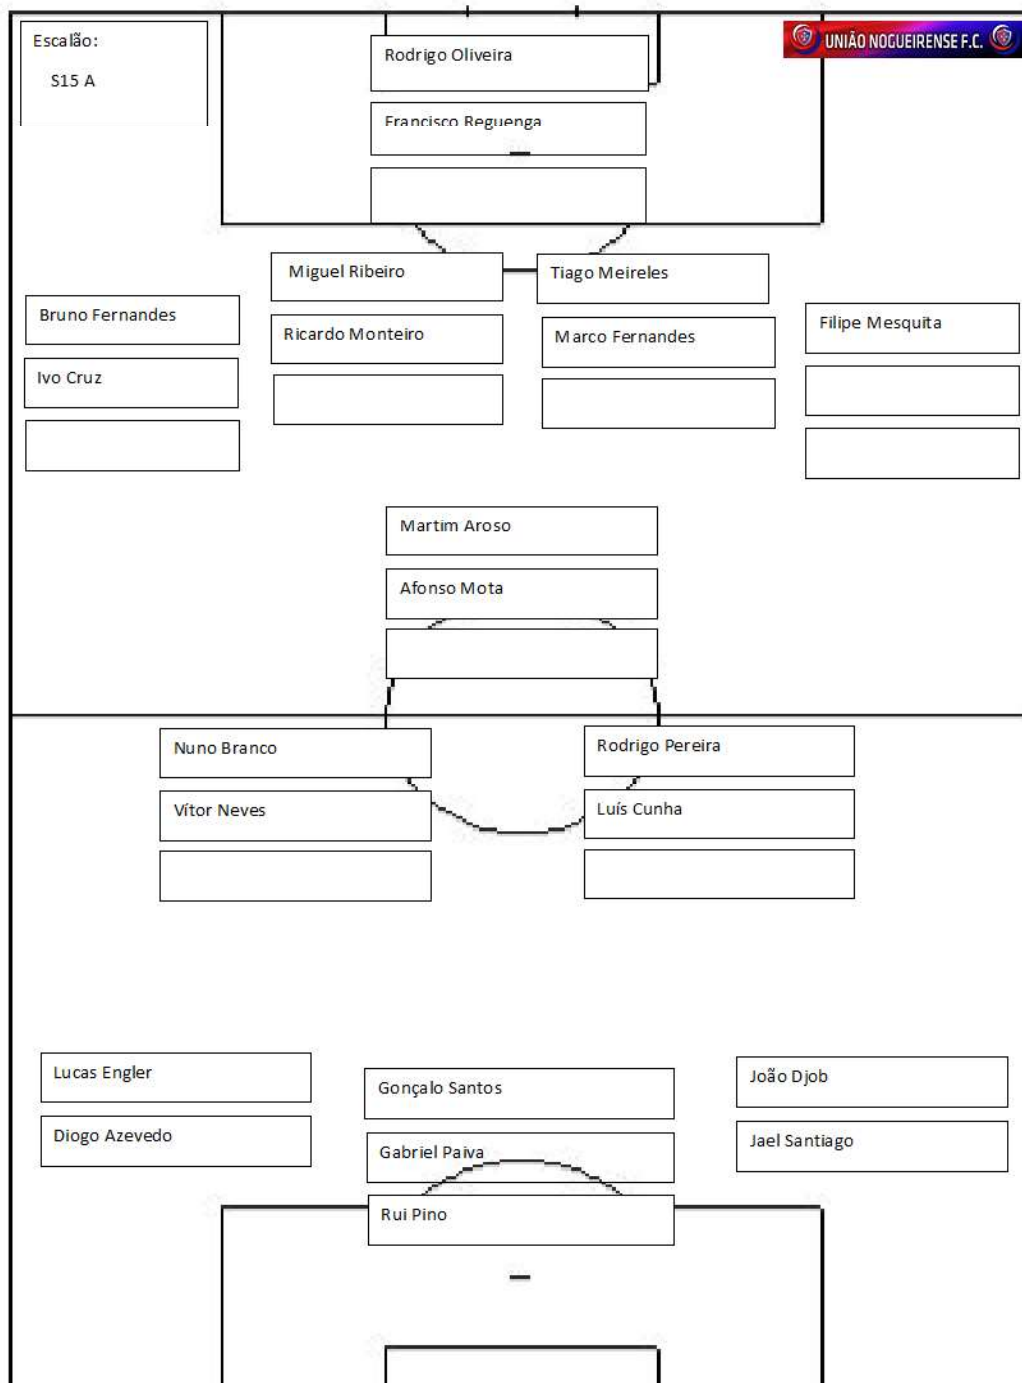 Escalão:
S15 A
UNIÃO NOGUEIRENSE F.C.
Rodrigo Oliveira
Francisco Reguenga
Miguel Ribeiro
Tiago Meireles
Bruno Fernandes
Filipe Mesquita
Ricardo Monteiro
Marco Fernandes
Ivo Cruz
Martim Aroso
Afonso Mota
Nuno Branco
Rodrigo Pereira
Vítor Neves
Luís Cunha
Lucas Engler
Gonçalo Santos
João Djob
Diogo Azevedo
Gabriel Paiva
Jael Santiago
Rui Pino